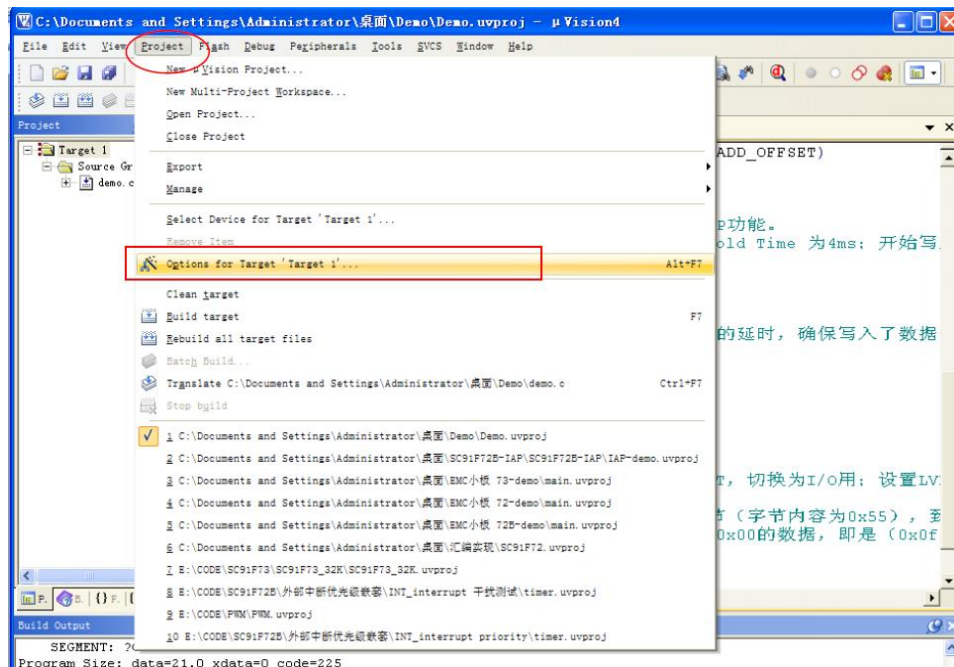 C:\Documents and Settings\Administrator\桌面\Demo\Demo.uvproj - µVision4
File Edit View Project Flash Debug Peripherals Tools SVCS Window Help
New µVision Project...
New Multi-Project Workspace...
Open Project...
Project
Close Project
Target 1
ADD_OFFSET)
Source Gr
Export
demo.c
Manage
Select Device for Target 'Target 1'...
P功能。
Remove Item
old Time 为4ms; 开始写
Options for Target 'Target 1'... Alt+F7
Clean target
Build target F7
Rebuild all target files
的延时, 确保写入了数据
Batch Build...
Translate C:\Documents and Settings\Administrator\桌面\Demo\demo.c Ctrl+F7
Stop build
1 C:\Documents and Settings\Administrator\桌面\Demo\Demo.uvproj
2 C:\Documents and Settings\Administrator\桌面\SC91F72B-IAP\SC91F72B-IAP\IAP-demo.uvproj
3 C:\Documents and Settings\Administrator\桌面\EMC小板 73-demo\main.uvproj
T, 切换为I/O用; 设置LV
4 C:\Documents and Settings\Administrator\桌面\EMC小板 72-demo\main.uvproj
5 C:\Documents and Settings\Administrator\桌面\EMC小板 72B-demo\main.uvproj
节（字节内容为0x55）, 至
0x00的数据, 即是（0x0f
6 C:\Documents and Settings\Administrator\桌面\汇编实现\SC91F72.uvproj
7 E:\CODE\SC91F73\SC91F73_32K\SC91F73_32K.uvproj
8 E:\CODE\SC91F72B\外部中断优先级嵌套\INT_interrupt 干扰测试\timer.uvproj
P. B. {} F.
9 E:\CODE\PWM\PWM.uvproj
Build Output
10 E:\CODE\SC91F72B\外部中断优先级嵌套\INT_interrupt priority\timer.uvproj
SEGMENT: ?C
Program Size: data=21.0 xdata=0 code=225